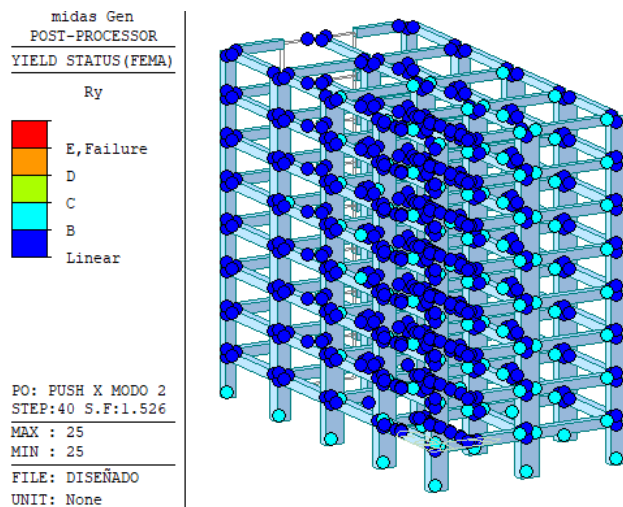 midas Gen
POST-PROCESSOR
YIELD STATUS(FEMA)
Ry
E,Failure
D
C
B
Linear
PO: PUSH X MODO 2
STEP:40 S.F:1.526
MAX : 25
MIN : 25
FILE: DISEÑADO
UNIT: None